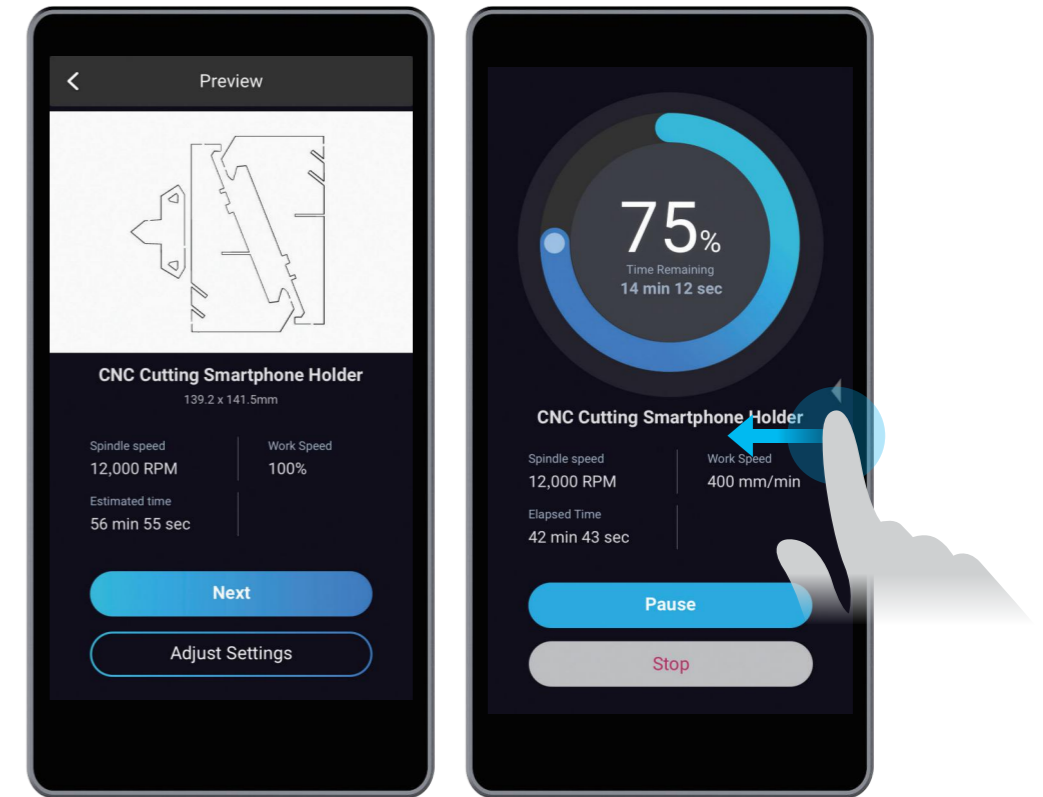 Preview
CNC Cutting Smartphone Holder
139.2 x 141.5mm
Spindle speed
12,000 RPM
Work Speed
100%
Estimated time
56 min 55 sec
Next
Adjust Settings
75%
Time Remaining
14 min 12 sec
CNC Cutting Smartphone Holder
Spindle speed
12,000 RPM
Work Speed
400 mm/min
Elapsed Time
42 min 43 sec
Pause
Stop